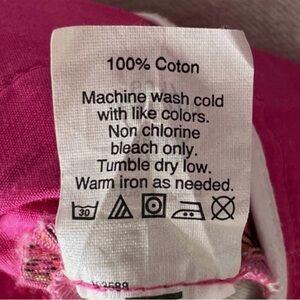 100% Coton
Machine wash cold
with like colors.
Non chlorine
bleach only.
Tumble dry low.
Warm iron as needed.
30